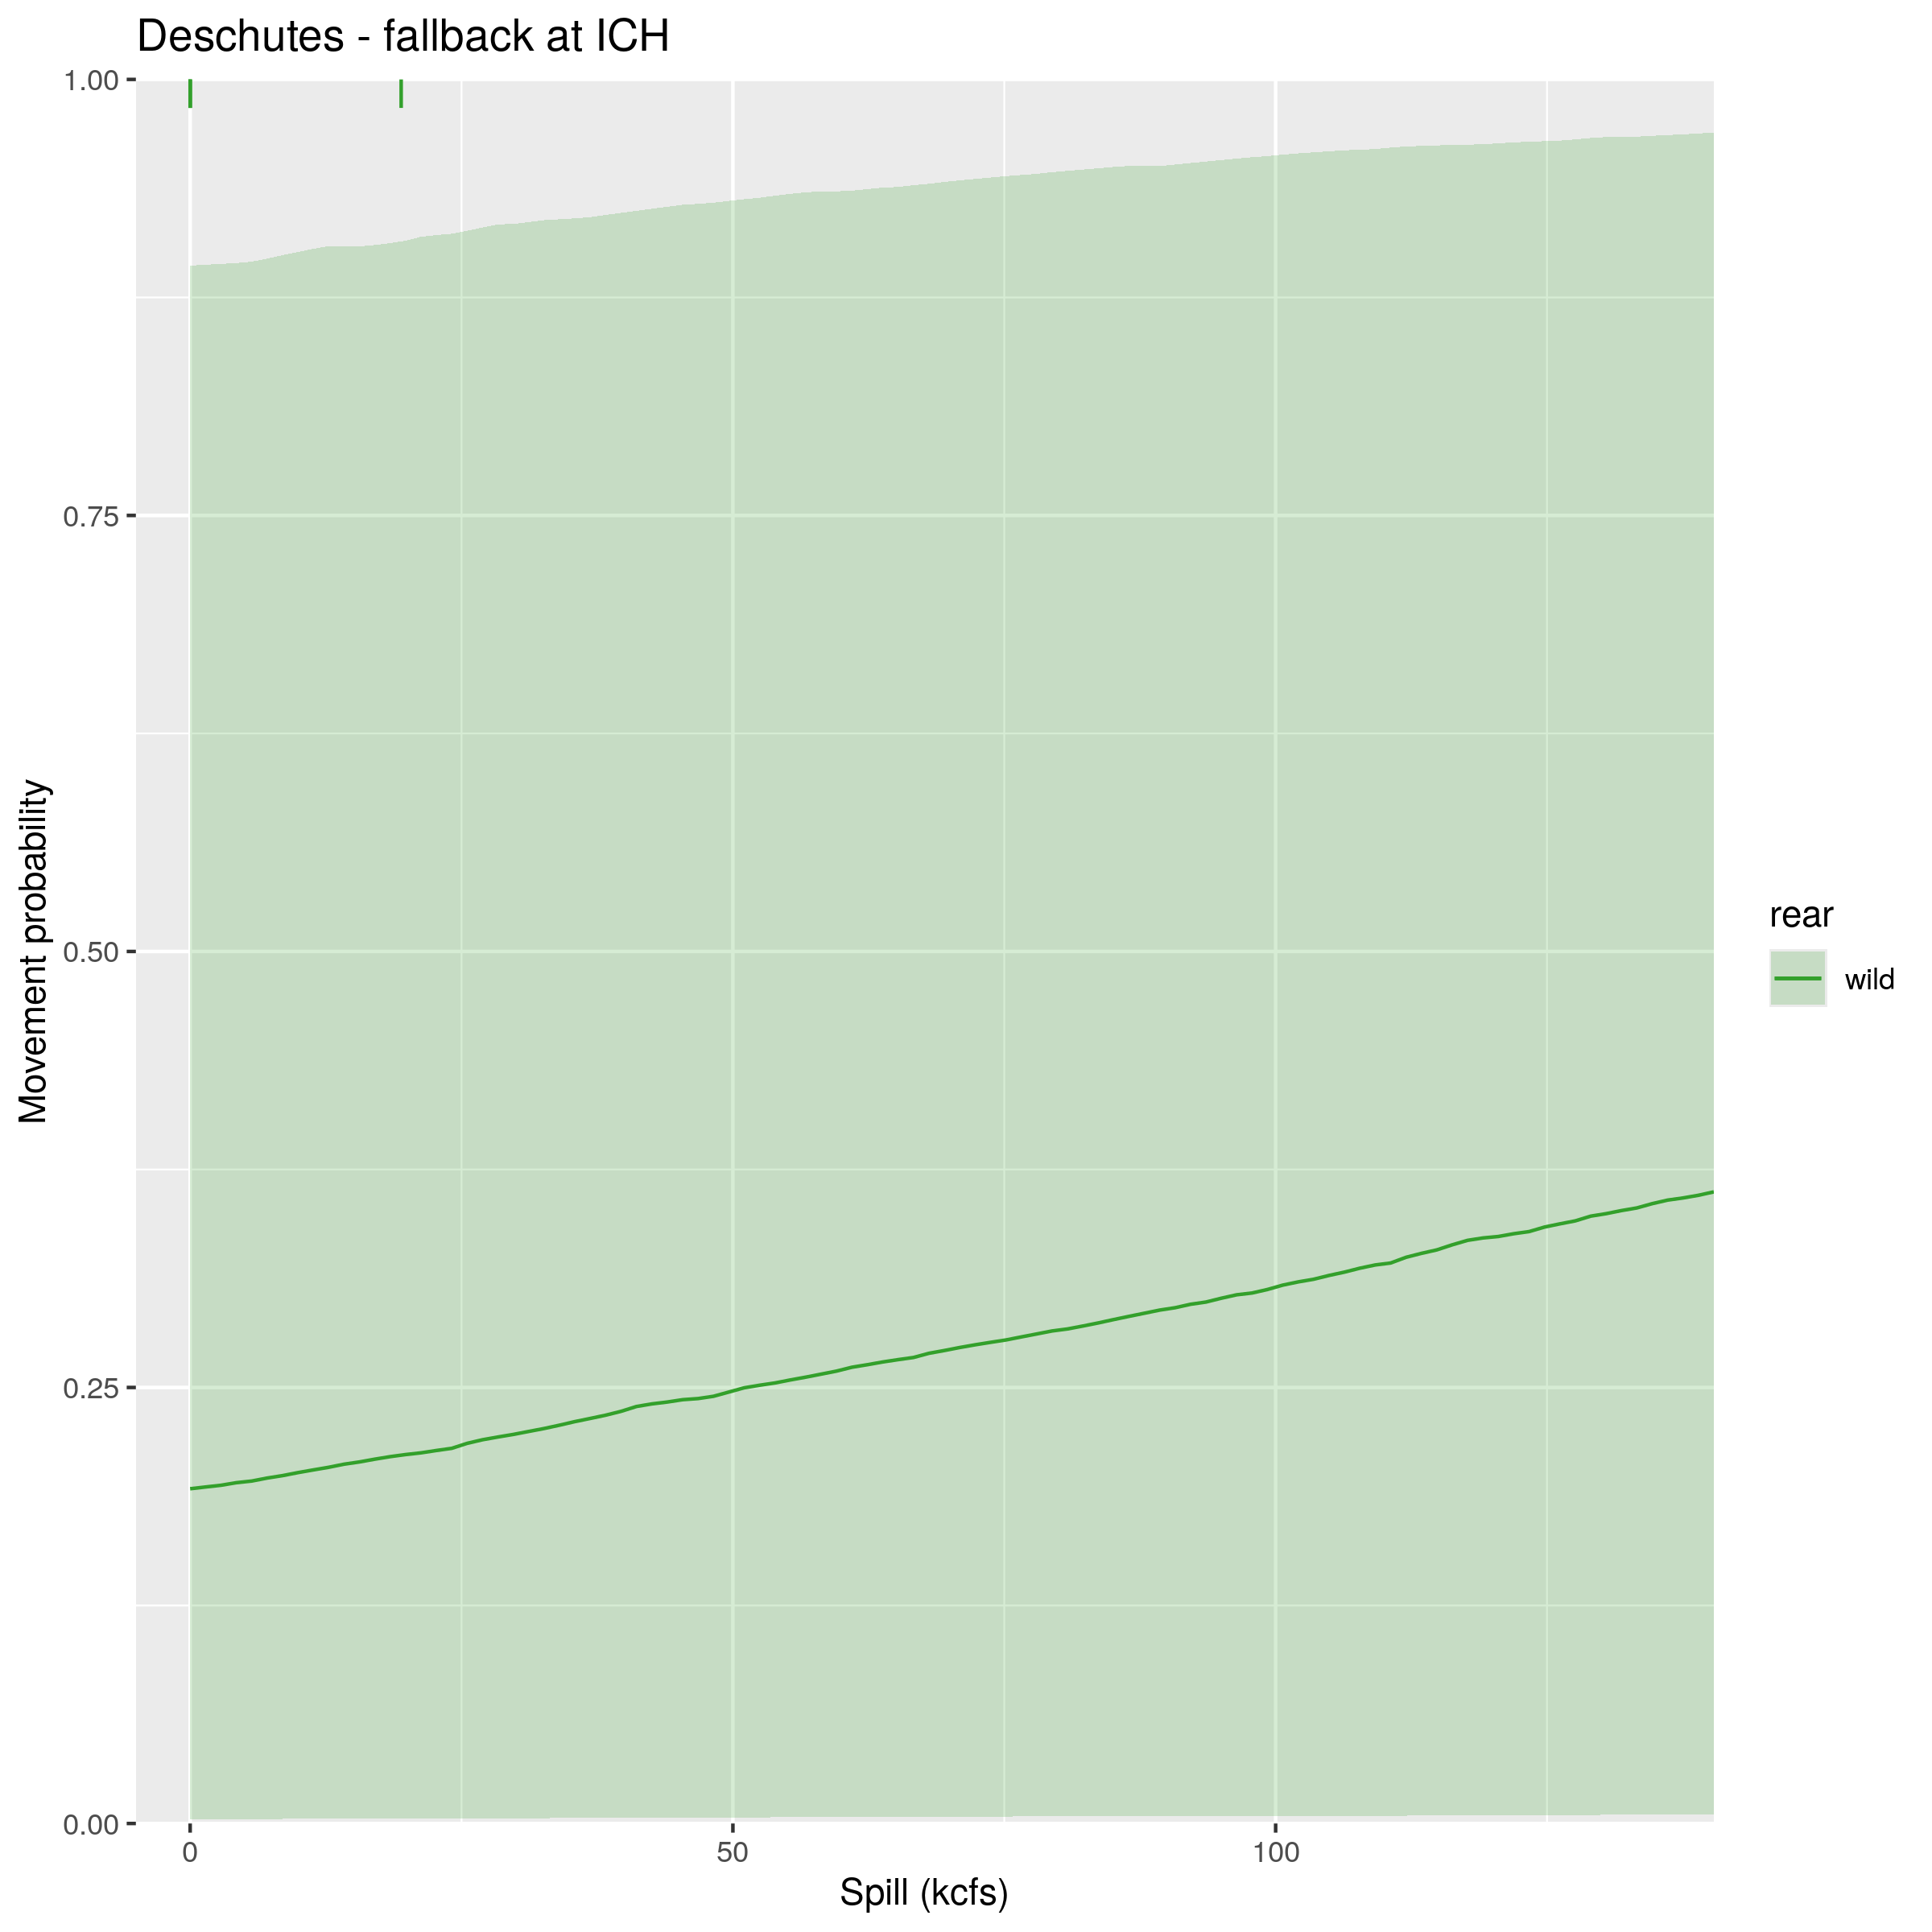 Deschutes - fallback at ICH
1.00
0.75
0.50
0.25
0.00
Movement probability
0
50
100
Spill (kcfs)
rear
wild